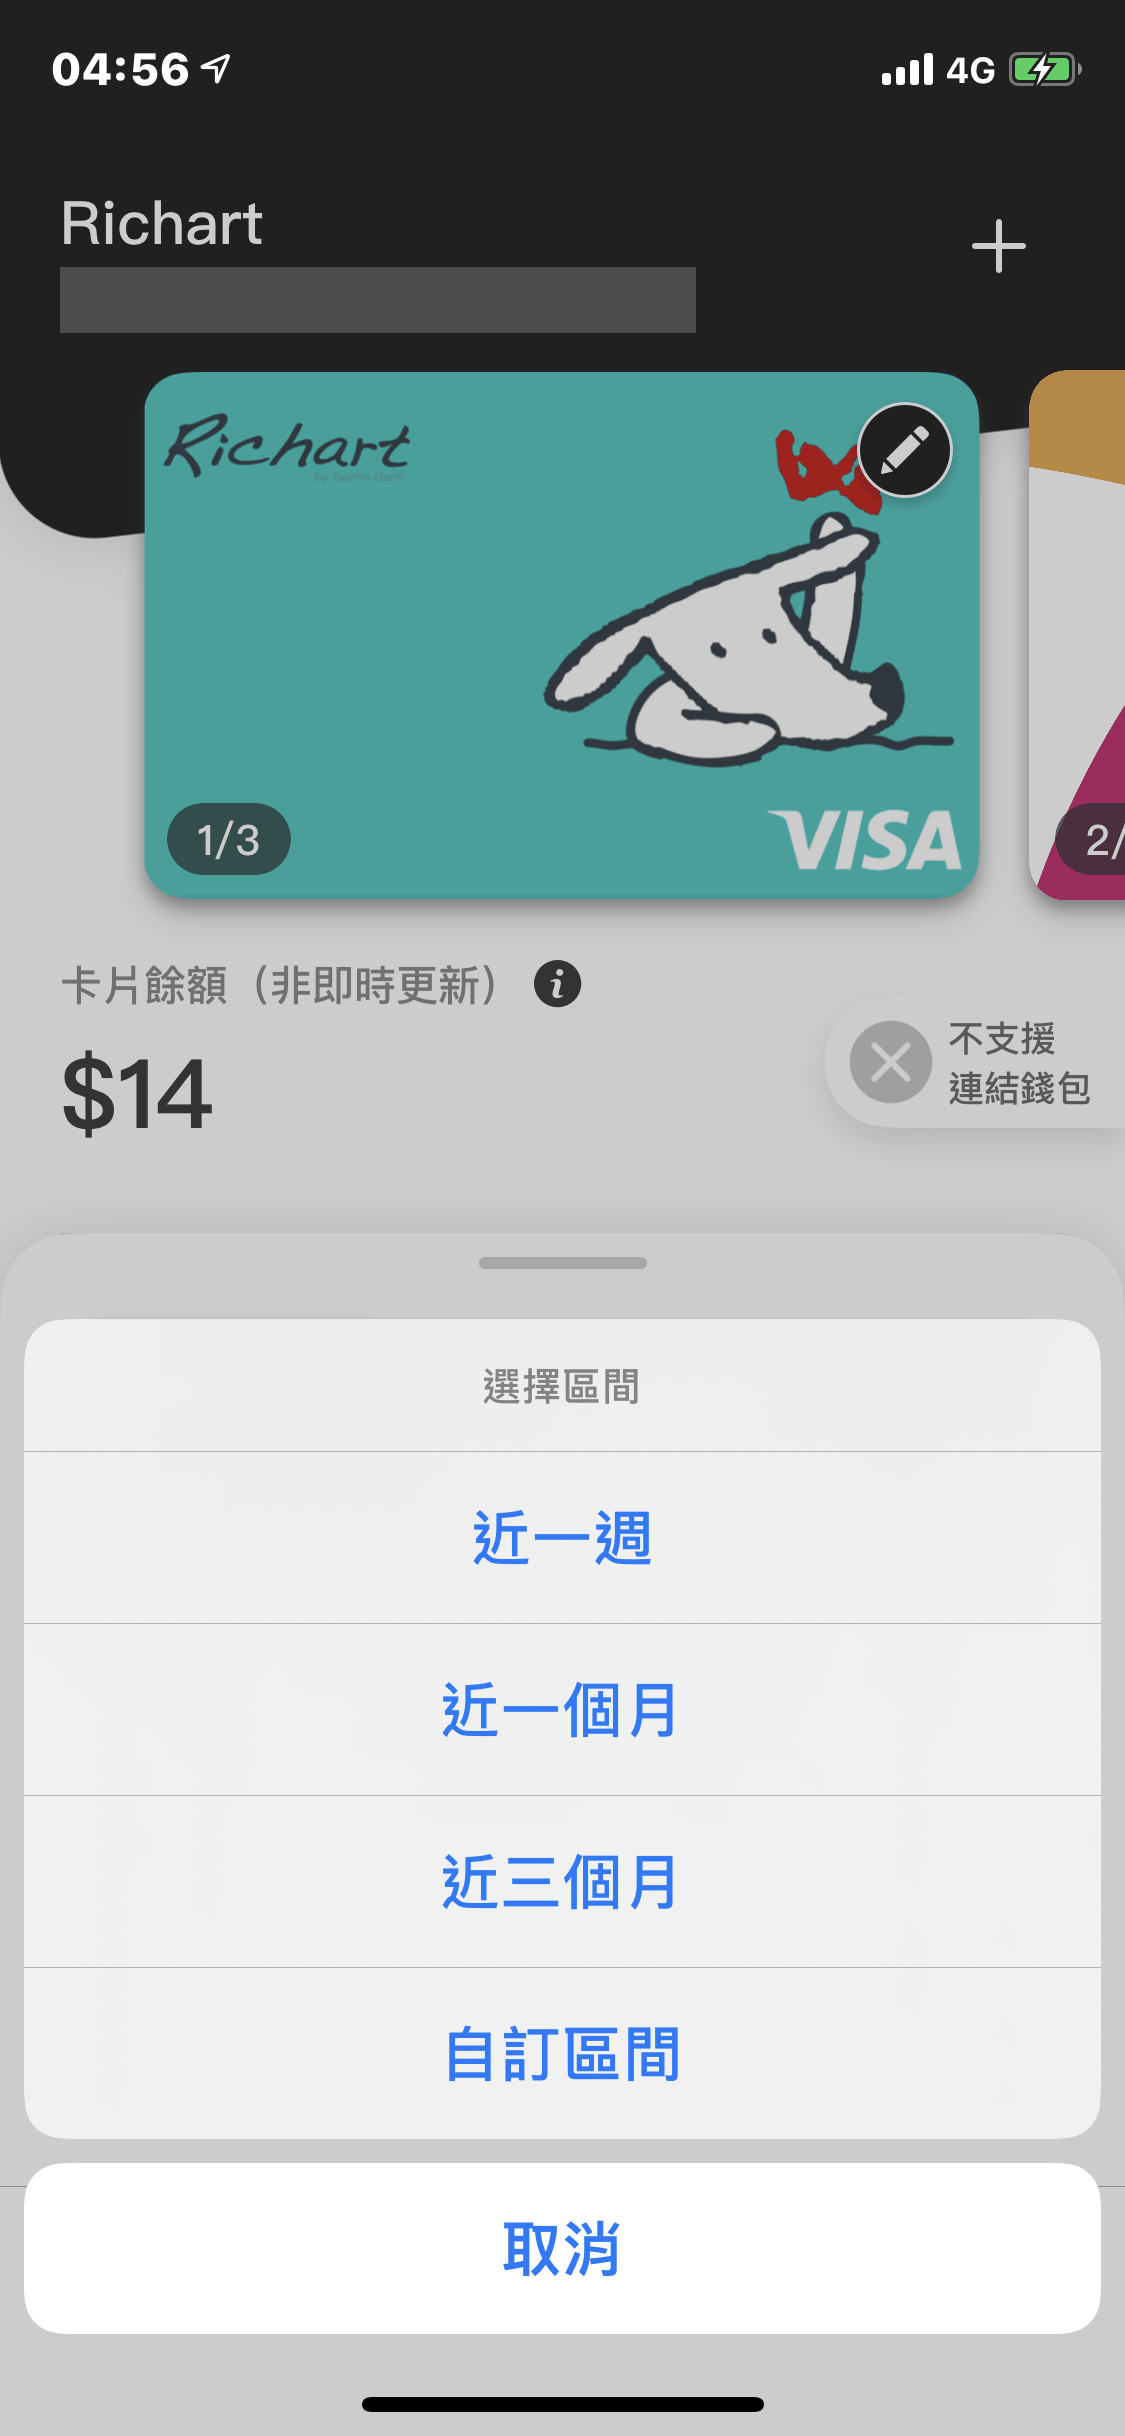 04:56
4G
Richart
Richart
by Taishin Bank
1/3
VISA
2/
卡片餘額（非即時更新）
$14
不支援
連結錢包
選擇區間
近一週
近一個月
近三個月
自訂區間
取消